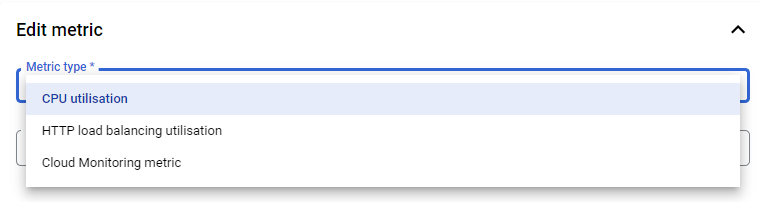 Edit metric
Metric type *
CPU utilisation
HTTP load balancing utilisation
Cloud Monitoring metric